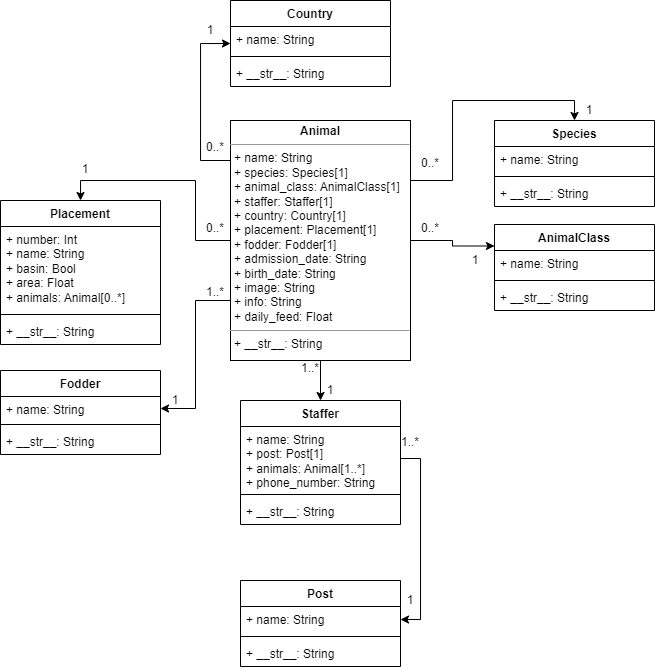 Country
+ name: String
+ __str__: String
1
0..*
Animal
+ name: String
+ species: Species[1]
+ animal_class: AnimalClass[1]
+ staffer: Staffer[1]
+ country: Country[1]
+ placement: Placement[1]
+ fodder: Fodder[1]
+ admission_date: String
+ birth_date: String
+ image: String
+ info: String
+ daily_feed: Float
+ __str__: String
0..*
1
Species
+ name: String
+ __str__: String
0..*
1
AnimalClass
+ name: String
+ __str__: String
1
0..*
Placement
+ number: Int
+ name: String
+ basin: Bool
+ area: Float
+ animals: Animal[0..*]
+ __str__: String
1..*
1
Fodder
+ name: String
+ __str__: String
1..*
1
Staffer
+ name: String
+ post: Post[1]
+ animals: Animal[1..*]
+ phone_number: String
+ __str__: String
1..*
1
Post
+ name: String
+ __str__: String